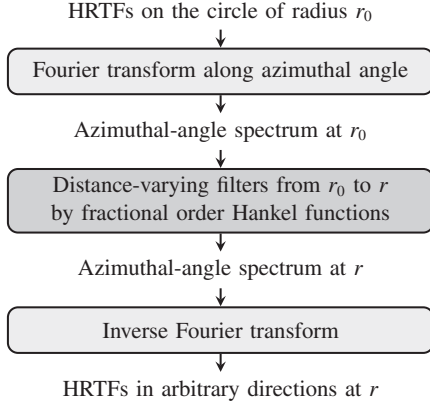 HRTFs on the circle of radius r₀
Fourier transform along azimuthal angle
Azimuthal-angle spectrum at r₀
Distance-varying filters from r₀ to r
by fractional order Hankel functions
Azimuthal-angle spectrum at r
Inverse Fourier transform
HRTFs in arbitrary directions at r